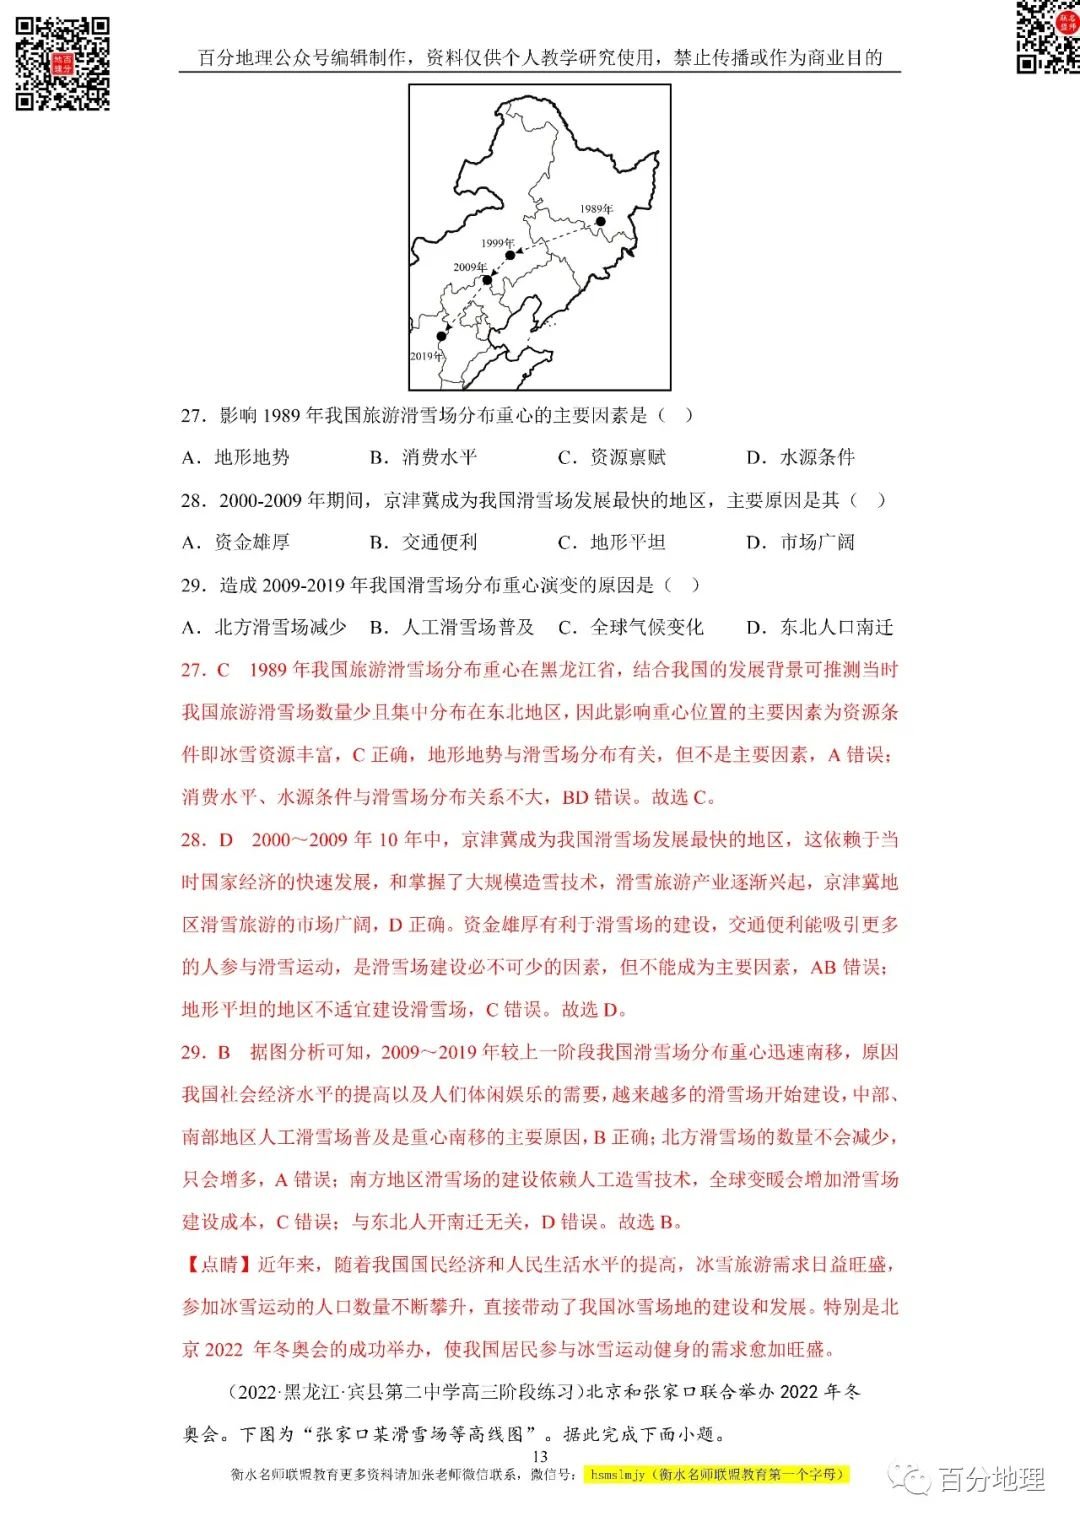 百分地理公众号编辑制作，资料仅供个人教学研究使用，禁止传播或作为商业目的
百分
地理
联名
盟师
1989年
1999年
2009年
2019年
27．影响 1989 年我国旅游滑雪场分布重心的主要因素是（ ）
A．地形地势 B．消费水平 C．资源禀赋 D．水源条件
28．2000-2009 年期间，京津冀成为我国滑雪场发展最快的地区，主要原因是其（ ）
A．资金雄厚 B．交通便利 C．地形平坦 D．市场广阔
29．造成 2009-2019 年我国滑雪场分布重心演变的原因是（ ）
A．北方滑雪场减少 B．人工滑雪场普及 C．全球气候变化 D．东北人口南迁
27．C 1989 年我国旅游滑雪场分布重心在黑龙江省，结合我国的发展背景可推测当时
我国旅游滑雪场数量少且集中分布在东北地区，因此影响重心位置的主要因素为资源条
件即冰雪资源丰富，C 正确，地形地势与滑雪场分布有关，但不是主要因素，A 错误；
消费水平、水源条件与滑雪场分布关系不大，BD 错误。故选 C。
28．D 2000～2009 年 10 年中，京津冀成为我国滑雪场发展最快的地区，这依赖于当
时国家经济的快速发展，和掌握了大规模造雪技术，滑雪旅游产业逐渐兴起，京津冀地
区滑雪旅游的市场广阔，D 正确。资金雄厚有利于滑雪场的建设，交通便利能吸引更多
的人参与滑雪运动，是滑雪场建设必不可少的因素，但不能成为主要因素，AB 错误；
地形平坦的地区不适宜建设滑雪场，C 错误。故选 D。
29．B 据图分析可知，2009～2019 年较上一阶段我国滑雪场分布重心迅速南移，原因
我国社会经济水平的提高以及人们体闲娱乐的需要，越来越多的滑雪场开始建设，中部、
南部地区人工滑雪场普及是重心南移的主要原因，B 正确；北方滑雪场的数量不会减少，
只会增多，A 错误；南方地区滑雪场的建设依赖人工造雪技术，全球变暖会增加滑雪场
建设成本，C 错误；与东北人开南迁无关，D 错误。故选 B。
【点睛】近年来，随着我国国民经济和人民生活水平的提高，冰雪旅游需求日益旺盛，
参加冰雪运动的人口数量不断攀升，直接带动了我国冰雪场地的建设和发展。特别是北
京 2022 年冬奥会的成功举办，使我国居民参与冰雪运动健身的需求愈加旺盛。
（2022·黑龙江·宾县第二中学高三阶段练习）北京和张家口联合举办 2022 年冬
奥会。下图为“张家口某滑雪场等高线图”。据此完成下面小题。
13
衡水名师联盟教育更多资料请加张老师微信联系，微信号： hsmslmjy（衡水名师联盟教育第一个字母）
百分地理